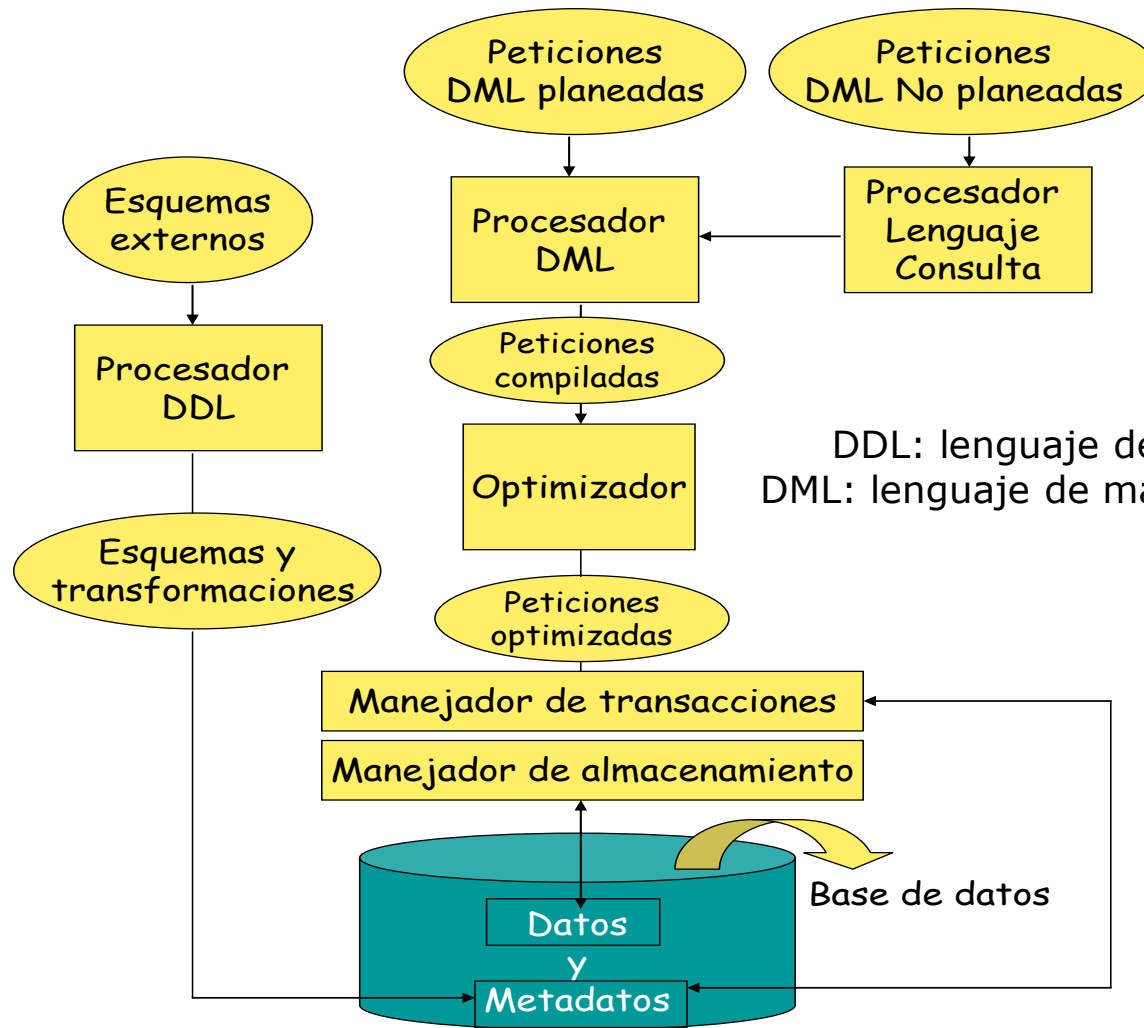 Peticiones
DML planeadas
Peticiones
DML No planeadas
Esquemas
externos
Procesador
DML
Procesador
Lenguaje
Consulta
Procesador
DDL
Peticiones
compiladas
Optimizador
DDL: lenguaje de
DML: lenguaje de
Esquemas y
transformaciones
Peticiones
optimizadas
Manejador de transacciones
Manejador de almacenamiento
Base de datos
Datos
y
Metadatos